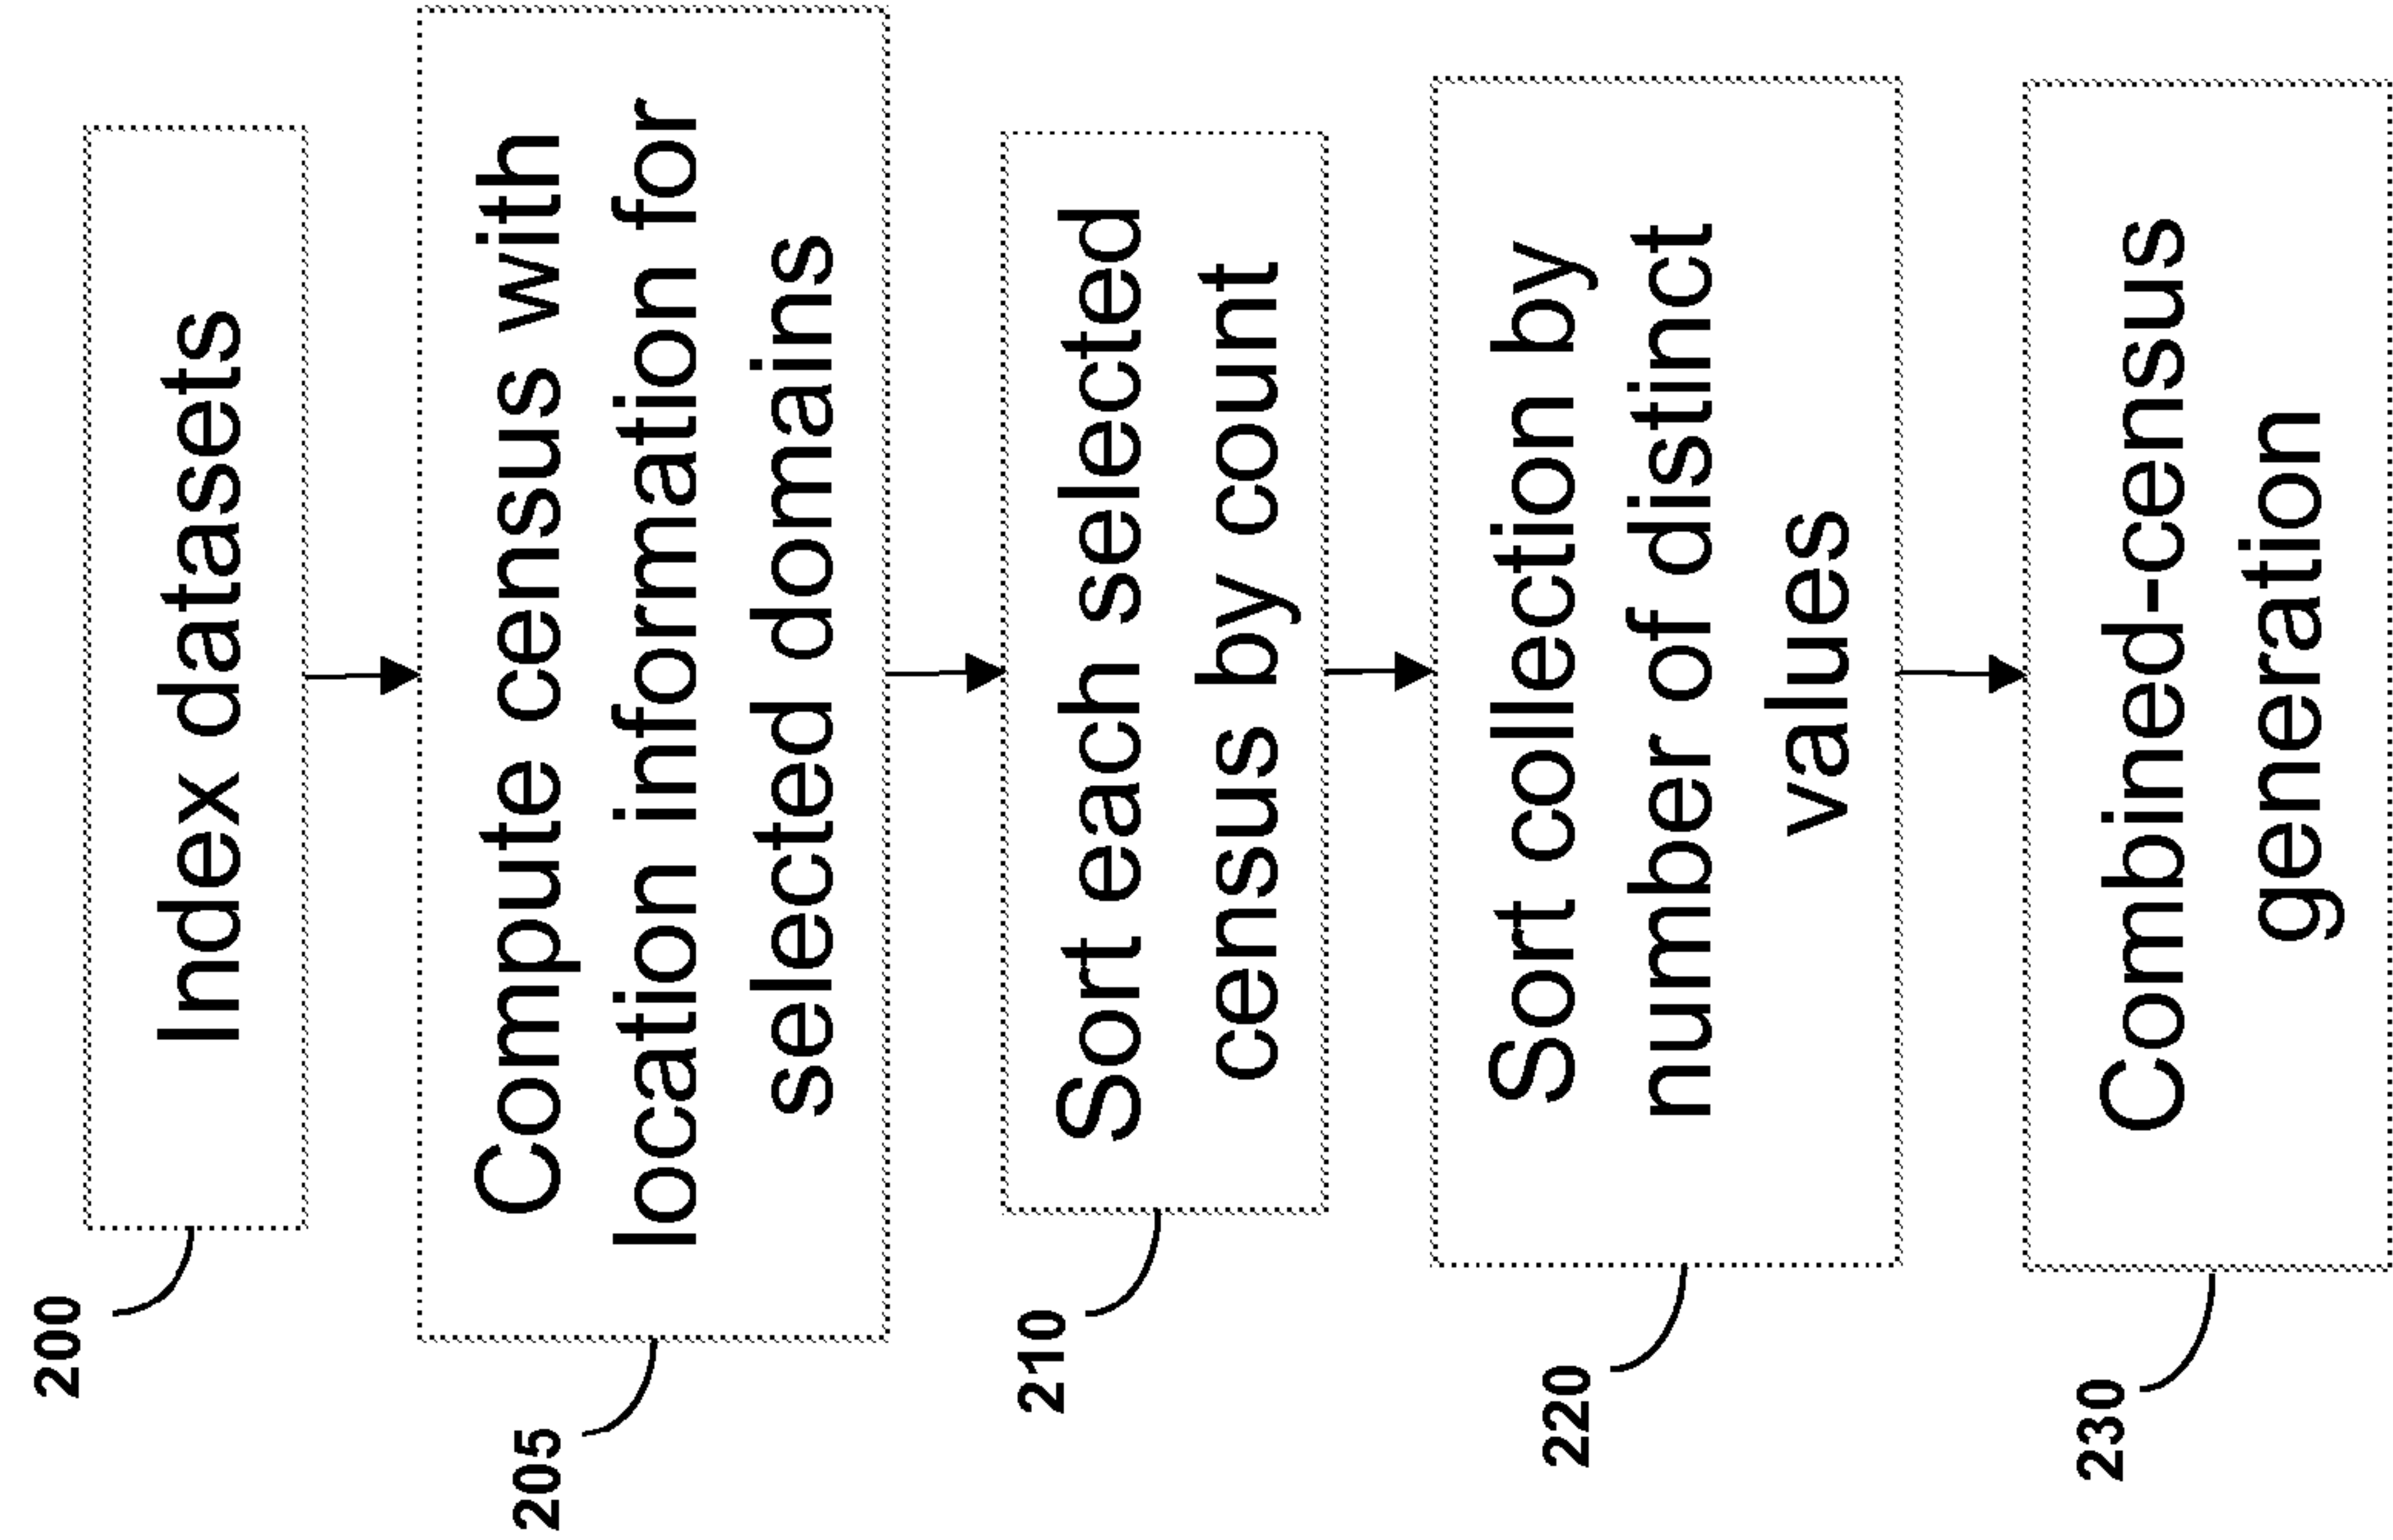 200
Index datasets
205
Compute census with
location information for
selected domains
210
Sort each selected
census by count
220
Sort collection by
number of distinct
values
230
Combined-census
generation